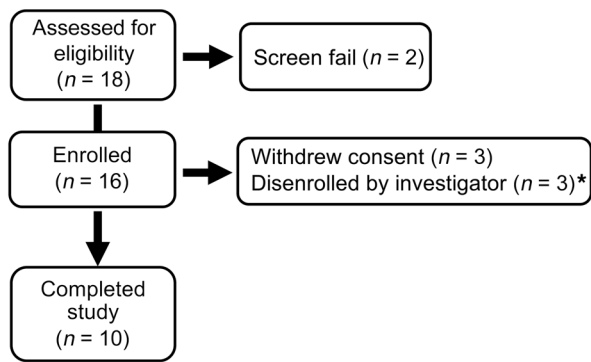 Assessed for
eligibility
(n = 18)
Screen fail (n = 2)
Enrolled
(n = 16)
Withdrew consent (n = 3)
Disenrolled by investigator (n = 3)*
Completed
study
(n = 10)